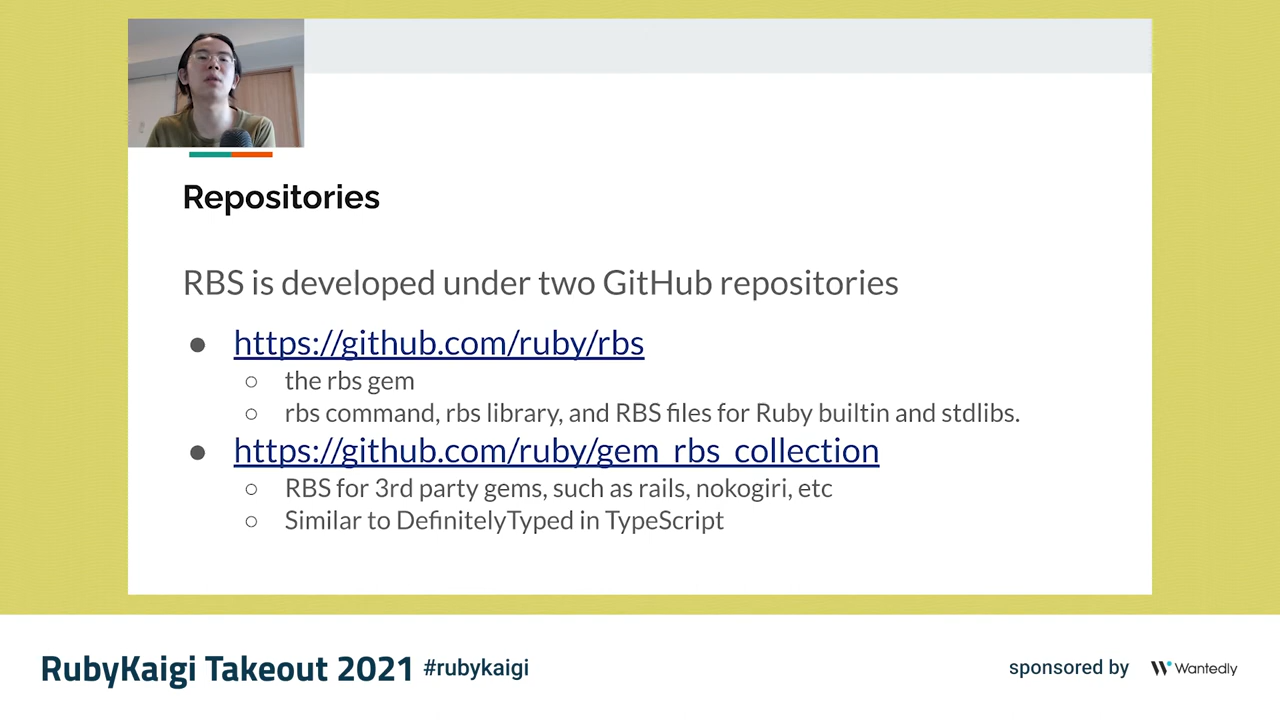 Repositories
RBS is developed under two GitHub repositories
● https://github.com/ruby/rbs
○ the rbs gem
○ rbs command, rbs library, and RBS files for Ruby builtin and stdlibs.
● https://github.com/ruby/gem_rbs_collection
○ RBS for 3rd party gems, such as rails, nokogiri, etc
○ Similar to DefinitelyTyped in TypeScript
RubyKaigi Takeout 2021 #rubykaigi
sponsored by Wantedly